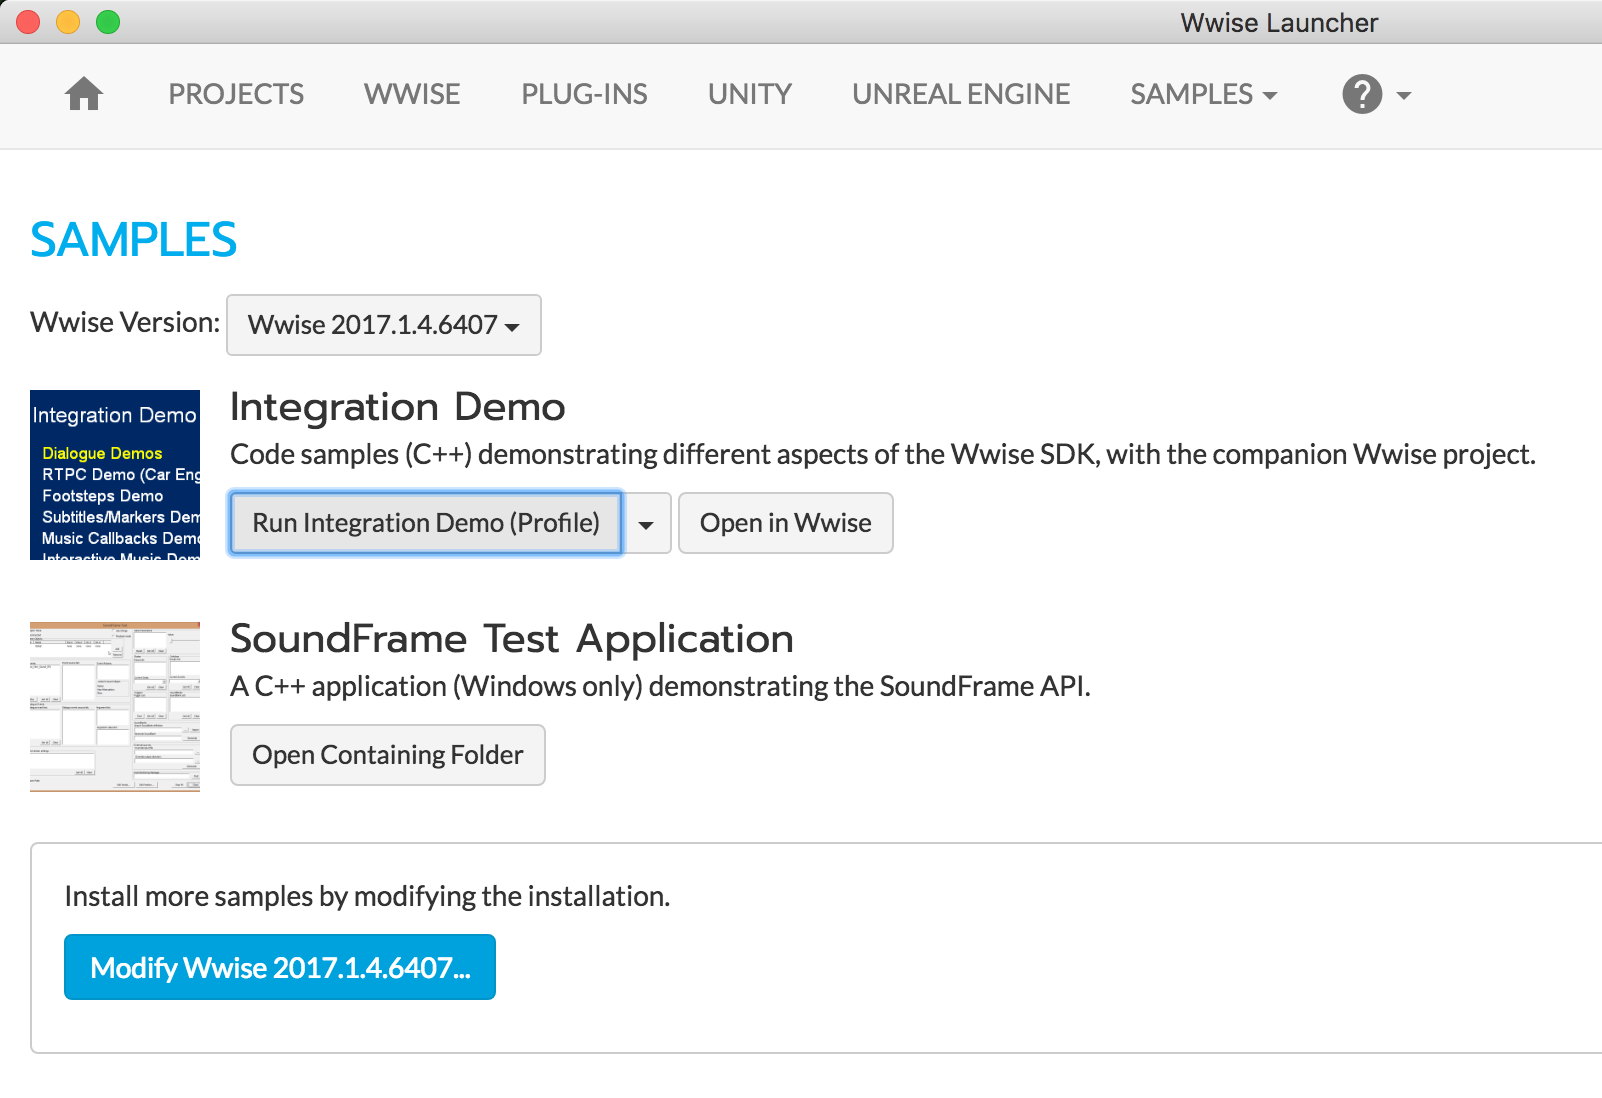 Wwise Launcher
PROJECTS WWISE PLUG-INS UNITY UNREAL ENGINE SAMPLES ?
SAMPLES
Wwise Version: Wwise 2017.1.4.6407
Integration Demo
Dialogue Demos
RTPC Demo (Car Eng
Footsteps Demo
Subtitles/Markers Dem
Music Callbacks Demo
Interactive Music Dem
Integration Demo
Code samples (C++) demonstrating different aspects of the Wwise SDK, with the companion Wwise project.
Run Integration Demo (Profile) Open in Wwise
SoundFrame Test Application
A C++ application (Windows only) demonstrating the SoundFrame API.
Open Containing Folder
Install more samples by modifying the installation.
Modify Wwise 2017.1.4.6407...